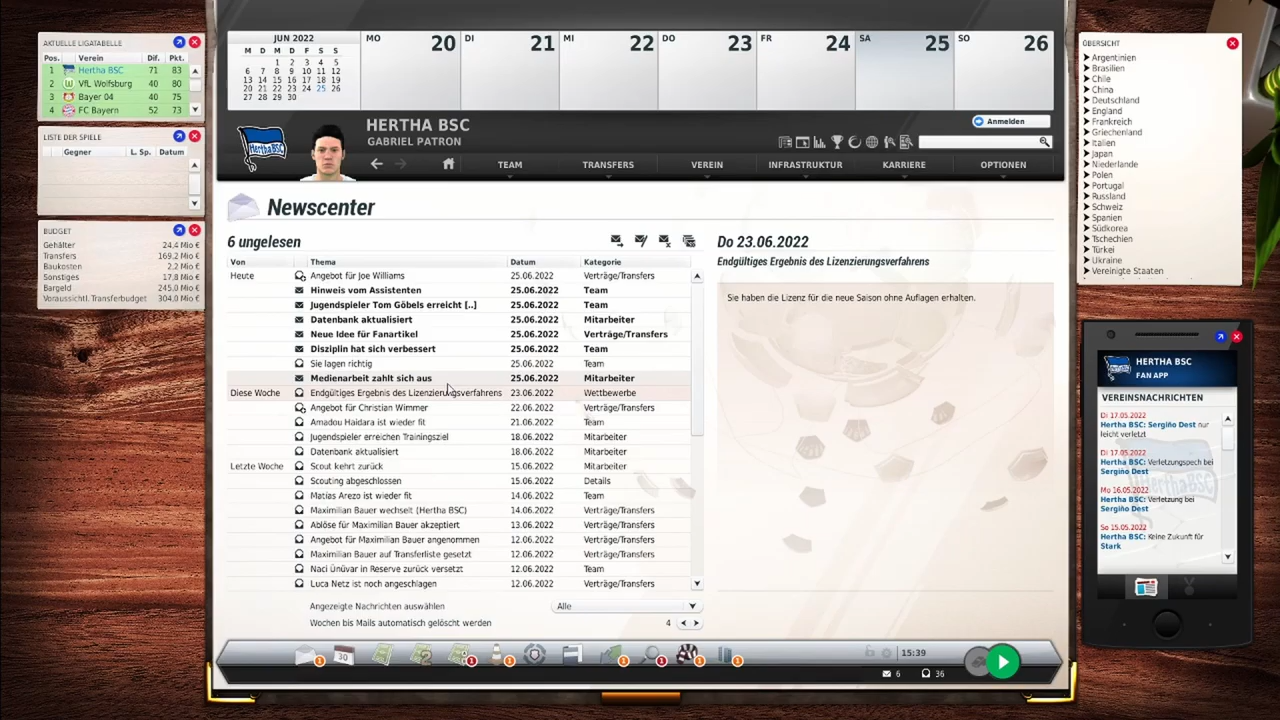 AKTUELLE LIGATABELLE
Pos. Verein Dif. Pkt.
1 Hertha BSC 71 83
2 VfL Wolfsburg 40 80
3 Bayer 04 40 75
4 FC Bayern 52 73
LISTE DER SPIELE
Gegner L. Sp. Datum
BUDGET
Gehälter 24,4 Mio €
Transfers 169,2 Mio €
Baukosten 2,2 Mio €
Sonstiges 17,8 Mio €
Bargeld 245,0 Mio €
Voraussichtl. Transferbudget 304,0 Mio €
JUN 2022
M D M D F S S
1 2 3 4 5
6 7 8 9 10 11 12
13 14 15 16 17 18 19
20 21 22 23 24 25 26
27 28 29 30
MO 20 DI 21 MI 22 DO 23 FR 24 SA 25 SO 26
HERTHA BSC
GABRIEL PATRON
Anmelden
TEAM TRANSFERS VEREIN INFRASTRUKTUR KARRIERE OPTIONEN
Newscenter
6 ungelesen
Von Thema Datum Kategorie
Heute Angebot für Joe Williams 25.06.2022 Verträge/Transfers
Hinweis vom Assistenten 25.06.2022 Team
Jugendspieler Tom Göbels erreicht [..] 25.06.2022 Team
Datenbank aktualisiert 25.06.2022 Mitarbeiter
Neue Idee für Fanartikel 25.06.2022 Verträge/Transfers
Disziplin hat sich verbessert 25.06.2022 Team
Sie lagen richtig 25.06.2022 Team
Medienarbeit zahlt sich aus 25.06.2022 Mitarbeiter
Diese Woche Endgültiges Ergebnis des Lizenzierungsverfahrens 23.06.2022 Wettbewerbe
Angebot für Christian Wimmer 22.06.2022 Verträge/Transfers
Amadou Haidara ist wieder fit 21.06.2022 Team
Jugendspieler erreichen Trainingsziel 18.06.2022 Mitarbeiter
Datenbank aktualisiert 18.06.2022 Mitarbeiter
Letzte Woche Scout kehrt zurück 15.06.2022 Mitarbeiter
Scouting abgeschlossen 15.06.2022 Details
Matías Arezo ist wieder fit 14.06.2022 Team
Maximilian Bauer wechselt (Hertha BSC) 14.06.2022 Verträge/Transfers
Ablöse für Maximilian Bauer akzeptiert 13.06.2022 Verträge/Transfers
Angebot für Maximilian Bauer angenommen 12.06.2022 Verträge/Transfers
Maximilian Bauer auf Transferliste gesetzt 12.06.2022 Verträge/Transfers
Naci Ünüvar in Reserve zurück versetzt 12.06.2022 Team
Luca Netz ist noch angeschlagen 12.06.2022 Verträge/Transfers
Angezeigte Nachrichten auswählen Alle
Wochen bis Mails automatisch gelöscht werden 4
Do 23.06.2022
Endgültiges Ergebnis des Lizenzierungsverfahrens
Sie haben die Lizenz für die neue Saison ohne Auflagen erhalten.
15:39
6 36
ÜBERSICHT
Argentinien
Brasilien
Chile
China
Deutschland
England
Frankreich
Griechenland
Italien
Japan
Niederlande
Polen
Portugal
Russland
Schweiz
Spanien
Südkorea
Tschechien
Türkei
Ukraine
Vereinigte Staaten
HERTHA BSC
FAN APP
VEREINSNACHRICHTEN
Di 17.05.2022
Hertha BSC: Sergiño Dest nur
leicht verletzt
Di 17.05.2022
Hertha BSC: Verletzungspech bei
Sergiño Dest
Mo 16.05.2022
Hertha BSC: Verletzung bei
Sergiño Dest
So 15.05.2022
Hertha BSC: Keine Zukunft für
Stark